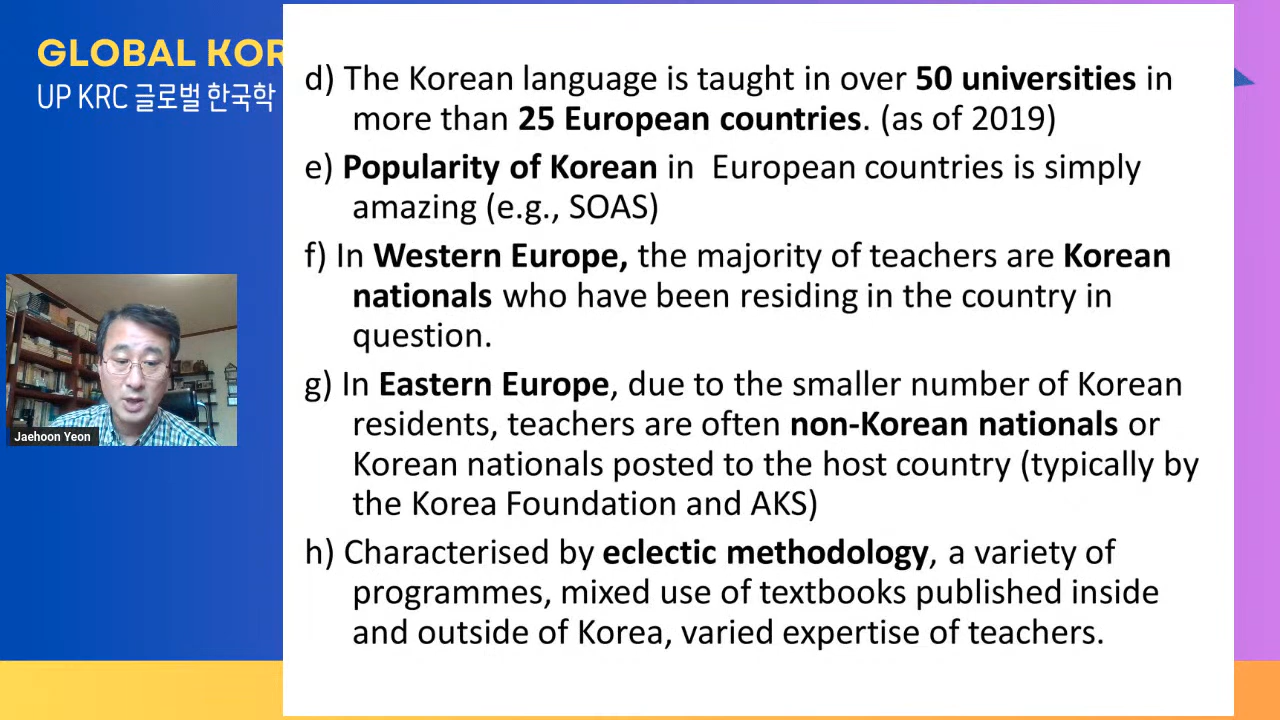 GLOBAL KOR
UP KRC 글로벌 한국학
d) The Korean language is taught in over 50 universities in
more than 25 European countries. (as of 2019)
e) Popularity of Korean in European countries is simply
amazing (e.g., SOAS)
f) In Western Europe, the majority of teachers are Korean
nationals who have been residing in the country in
question.
g) In Eastern Europe, due to the smaller number of Korean
residents, teachers are often non-Korean nationals or
Korean nationals posted to the host country (typically by
the Korea Foundation and AKS)
h) Characterised by eclectic methodology, a variety of
programmes, mixed use of textbooks published inside
and outside of Korea, varied expertise of teachers.
Jaehoon Yeon